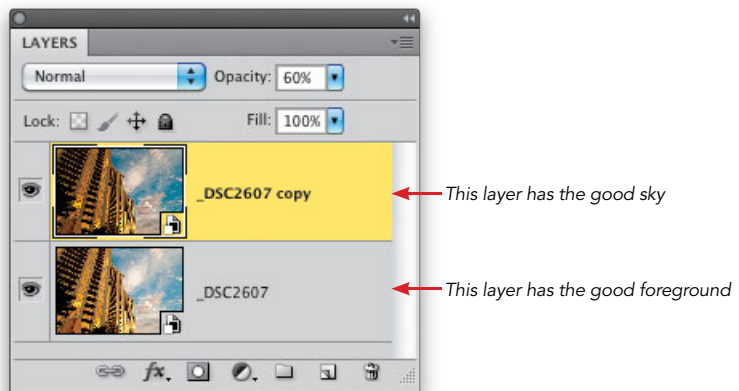 LAYERS
Normal Opacity: 60%
Lock: Fill: 100%
_DSC2607 copy
This layer has the good sky
_DSC2607
This layer has the good foreground
fx.